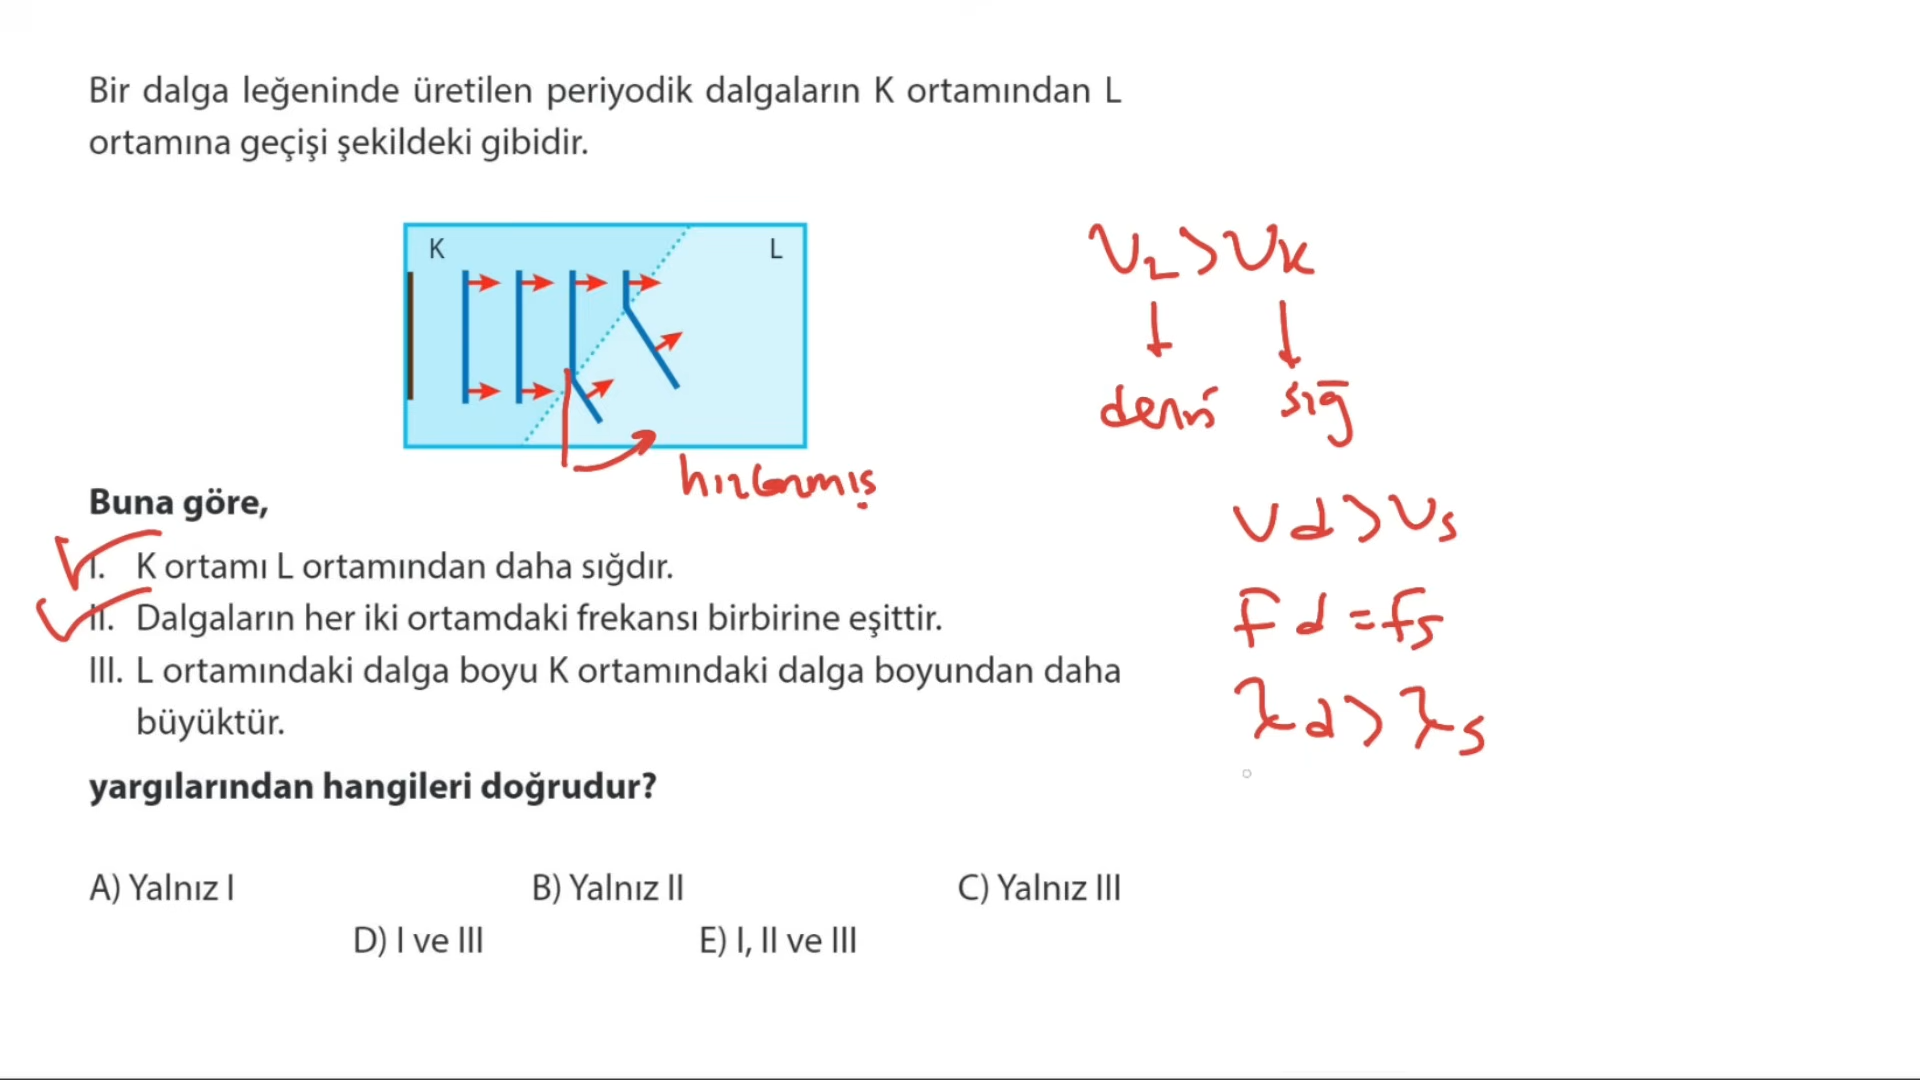 Bir dalga leğeninde üretilen periyodik dalgaların K ortamından L
ortamına geçişi şekildeki gibidir.
K
L
hızlanmış
Buna göre,
I. K ortamı L ortamından daha sığdır.
II. Dalgaların her iki ortamdaki frekansı birbirine eşittir.
III. L ortamındaki dalga boyu K ortamındaki dalga boyundan daha
büyüktür.
yargılarından hangileri doğrudur?
A) Yalnız I
B) Yalnız II
C) Yalnız III
D) I ve III
E) I, II ve III
VL > VK
↓ ↓
derin sığ
Vd > Vs
Fd = fs
λd > λs